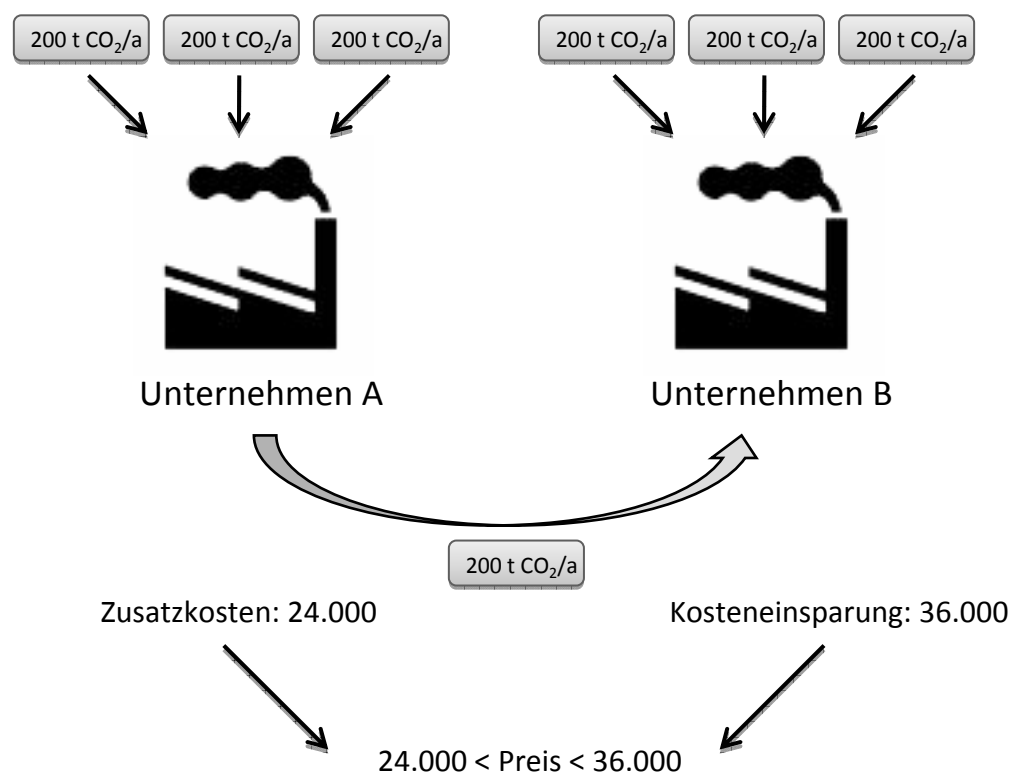 200 t CO₂/a 200 t CO₂/a 200 t CO₂/a 200 t CO₂/a 200 t CO₂/a 200 t CO₂/a
Unternehmen A Unternehmen B
200 t CO₂/a
Zusatzkosten: 24.000 Kosteneinsparung: 36.000
24.000 < Preis < 36.000